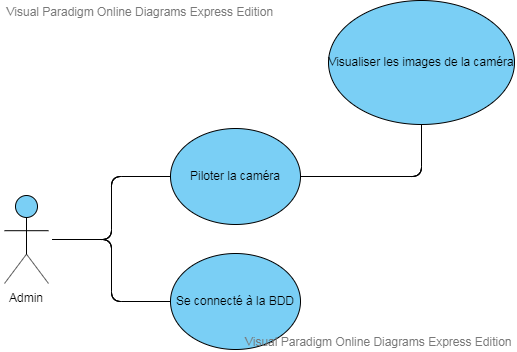 Visual Paradigm Online Diagrams Express Edition
Visualiser les images de la caméra
Piloter la caméra
Admin
Se connecté à la BDD
Visual Paradigm Online Diagrams Express Edition